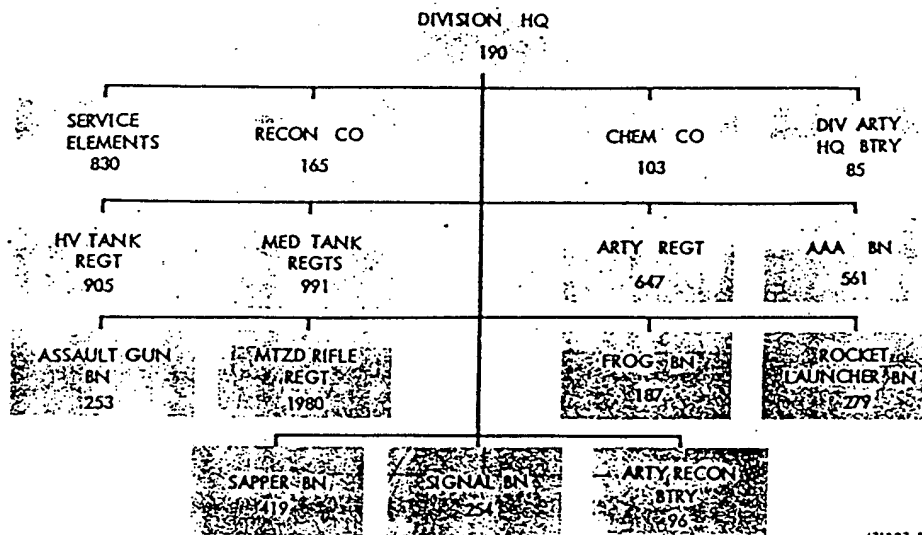 DIVISION HQ
190
SERVICE
ELEMENTS
830
RECON CO
165
CHEM CO
103
DIV ARTY
HQ BTRY
85
HV TANK
REGT
905
MED TANK
REGTS
991
ARTY REGT
647
AAA BN
561
ASSAULT GUN
BN
253
MTZD RIFLE
REGT
1980
FROG BN
187
ROCKET
LAUNCHER BN
279
SAPPER BN
419
SIGNAL BN
254
ARTY RECON
BTRY
96